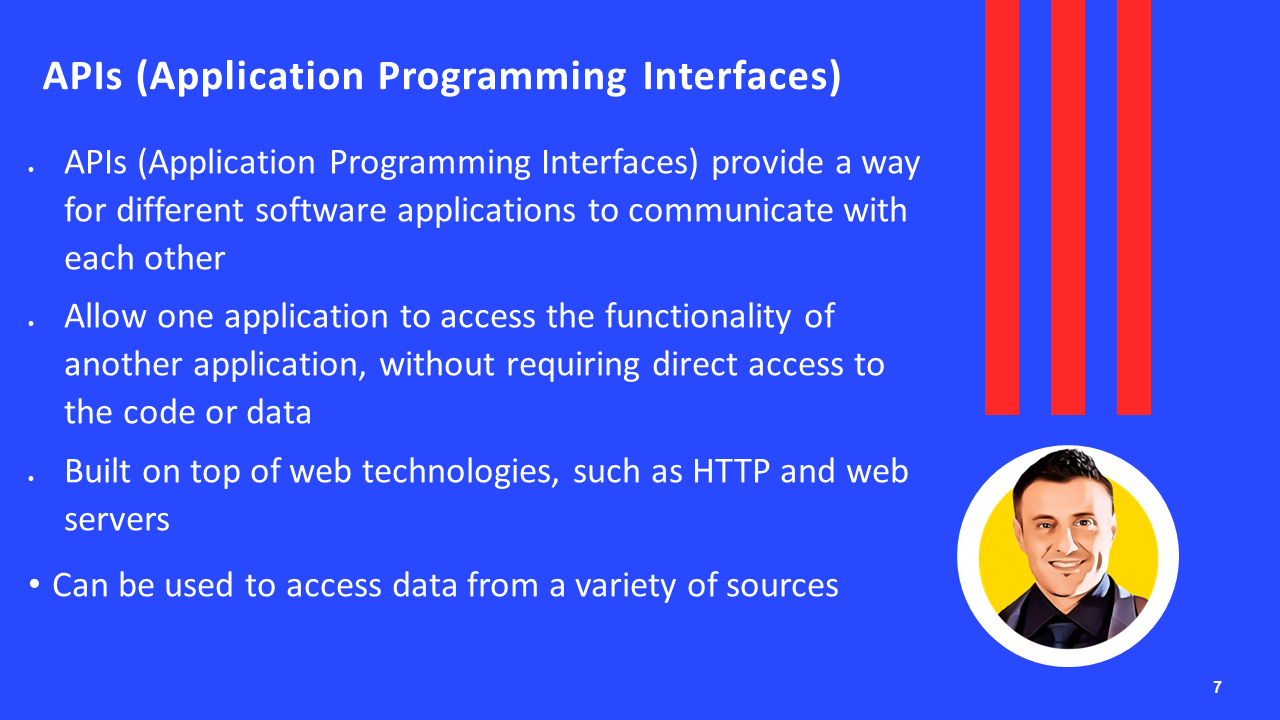 APIs (Application Programming Interfaces)
• APIs (Application Programming Interfaces) provide a way
for different software applications to communicate with
each other
• Allow one application to access the functionality of
another application, without requiring direct access to
the code or data
• Built on top of web technologies, such as HTTP and web
servers
• Can be used to access data from a variety of sources
7